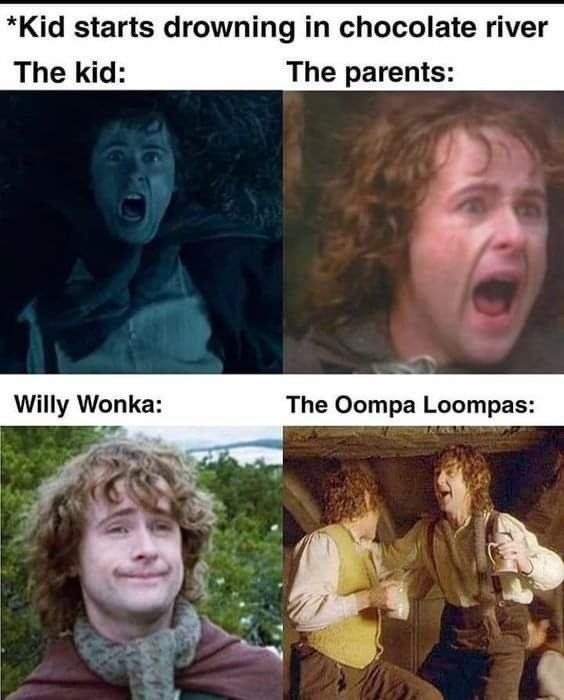 *Kid starts drowning in chocolate river
The kid:
The parents:
Willy Wonka:
The Oompa Loompas: